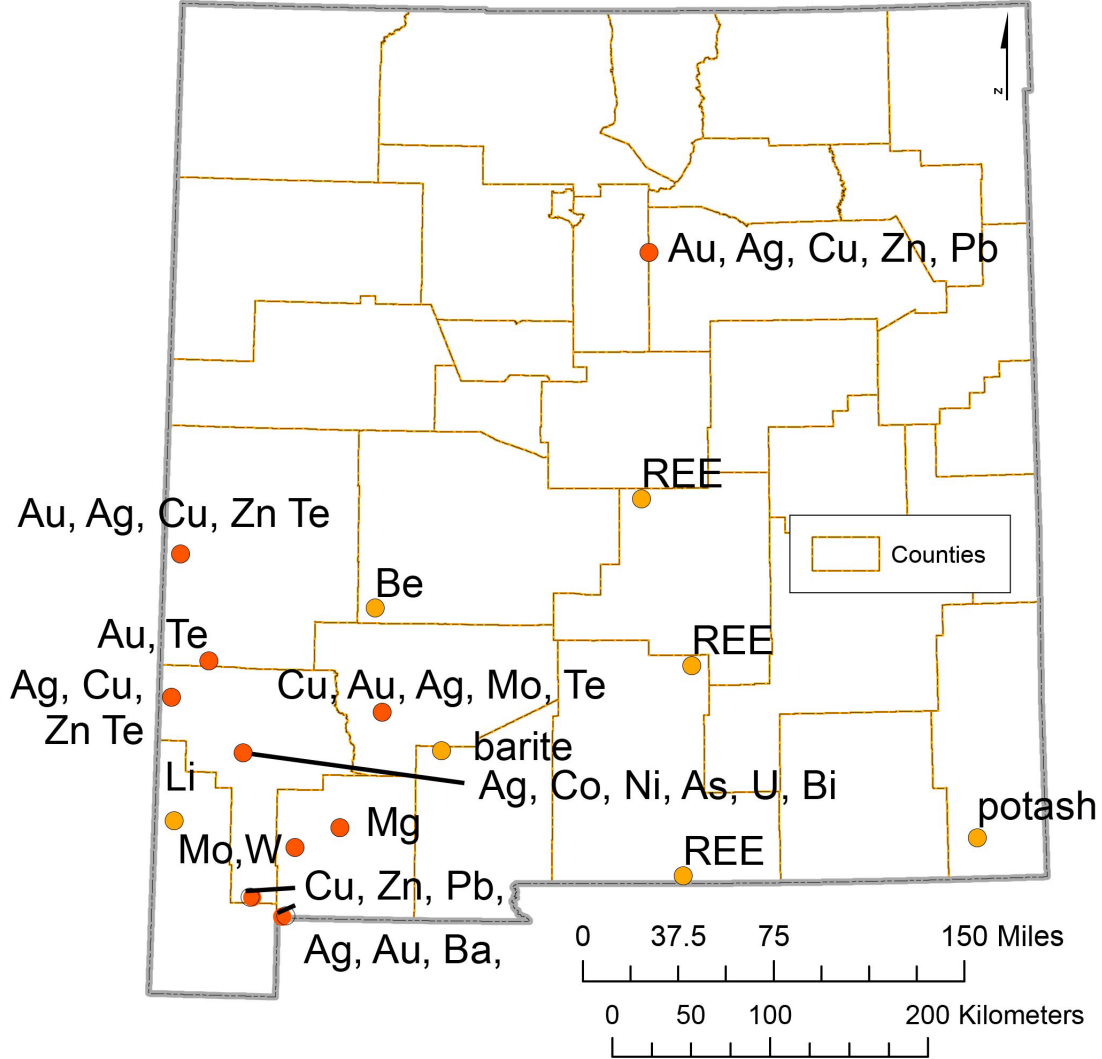 z
Au, Ag, Cu, Zn, Pb
REE
Au, Ag, Cu, Zn Te
Counties
Be
Au, Te
REE
Ag, Cu,
Zn Te
Cu, Au, Ag, Mo, Te
barite
Ag, Co, Ni, As, U, Bi
Li
potash
Mg
Mo,W
REE
Cu, Zn, Pb,
Ag, Au, Ba,
0 37.5 75 150 Miles
0 50 100 200 Kilometers